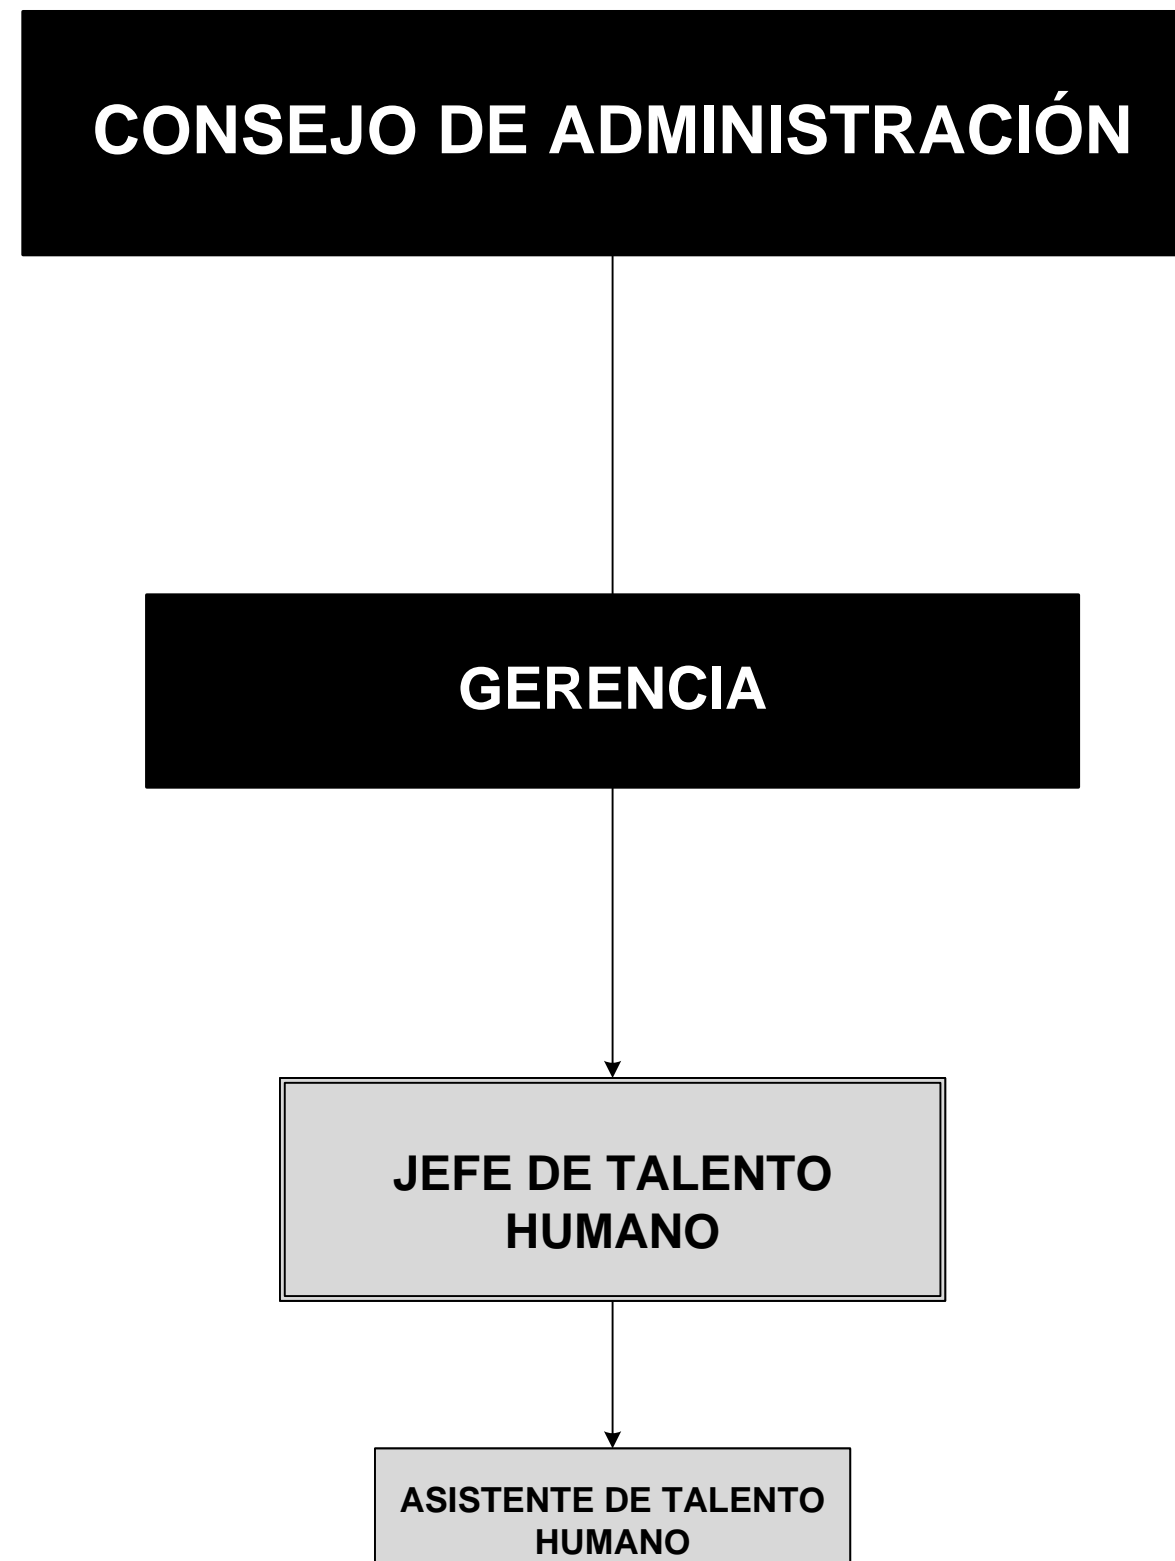 CONSEJO DE ADMINISTRACIÓN
GERENCIA
JEFE DE TALENTO
HUMANO
ASISTENTE DE TALENTO
HUMANO